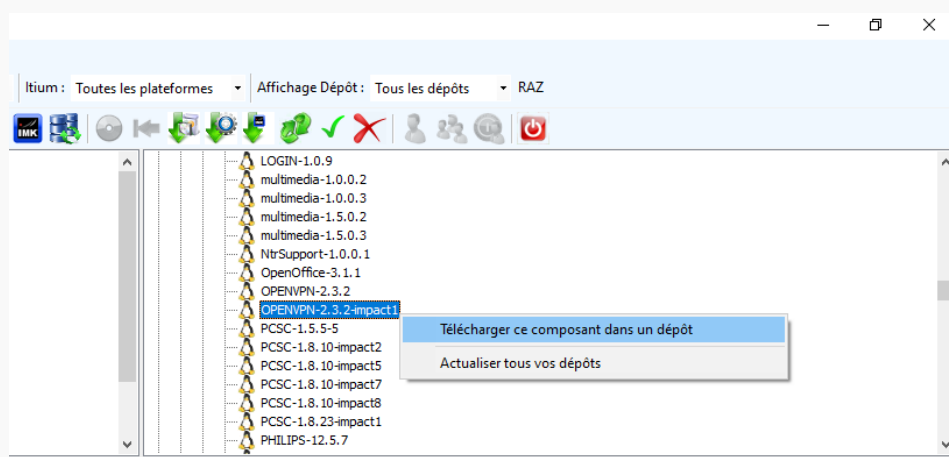 Itium : Toutes les plateformes Affichage Dépôt : Tous les dépôts RAZ
IMK
LOGIN-1.0.9
multimedia-1.0.0.2
multimedia-1.0.0.3
multimedia-1.5.0.2
multimedia-1.5.0.3
NtrSupport-1.0.0.1
OpenOffice-3.1.1
OPENVPN-2.3.2
OPENVPN-2.3.2-impact1
PCSC-1.5.5-5
Télécharger ce composant dans un dépôt
PCSC-1.8.10-impact2
PCSC-1.8.10-impact5
Actualiser tous vos dépôts
PCSC-1.8.10-impact7
PCSC-1.8.10-impact8
PCSC-1.8.23-impact1
PHILIPS-12.5.7